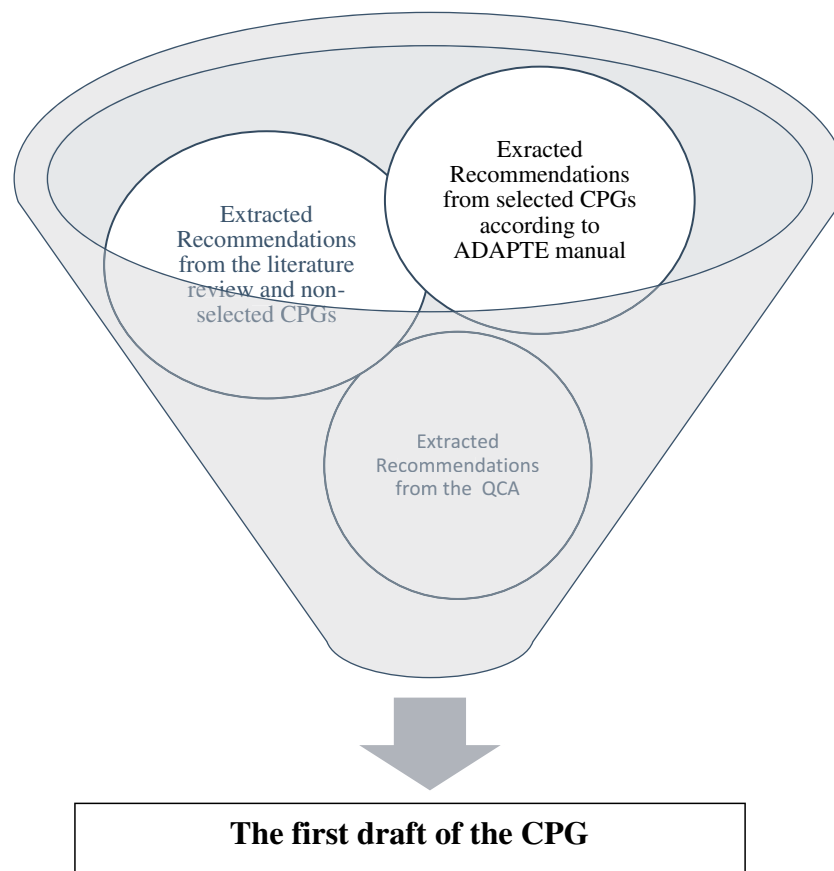 Exracted
Recommendations
from selected CPGs
according to
ADAPTE manual
Extracted
Recommendations
from the literature
review and non-
selected CPGs
Extracted
Recommendations
from the QCA
The first draft of the CPG